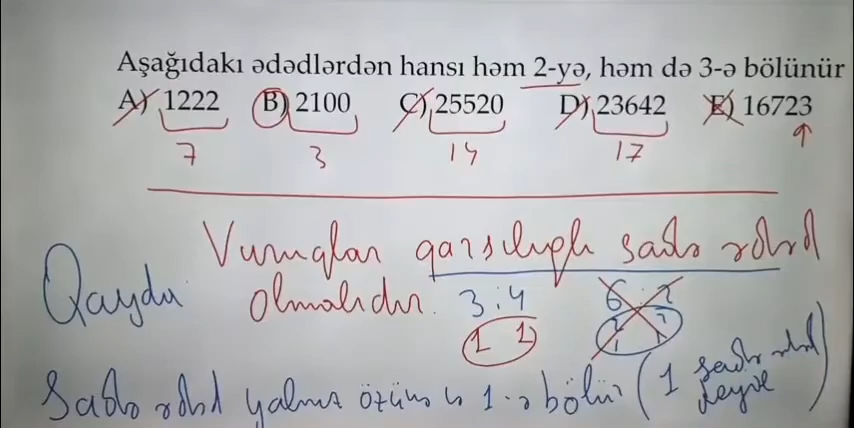 Aşağıdakı ədədlərdən hansı həm 2-yə, həm də 3-ə bölünür
A) 1222 B) 2100 C) 25520 D) 23642 E) 16723
7 3 14 17
Vuruqlar qarşılıqlı sadə ədəd
Qayda: olmalıdır. 3:4 6:2
1 1
Sadə ədəd yalnız özünə və 1-ə bölür (1 sadə ədəd
deyil)